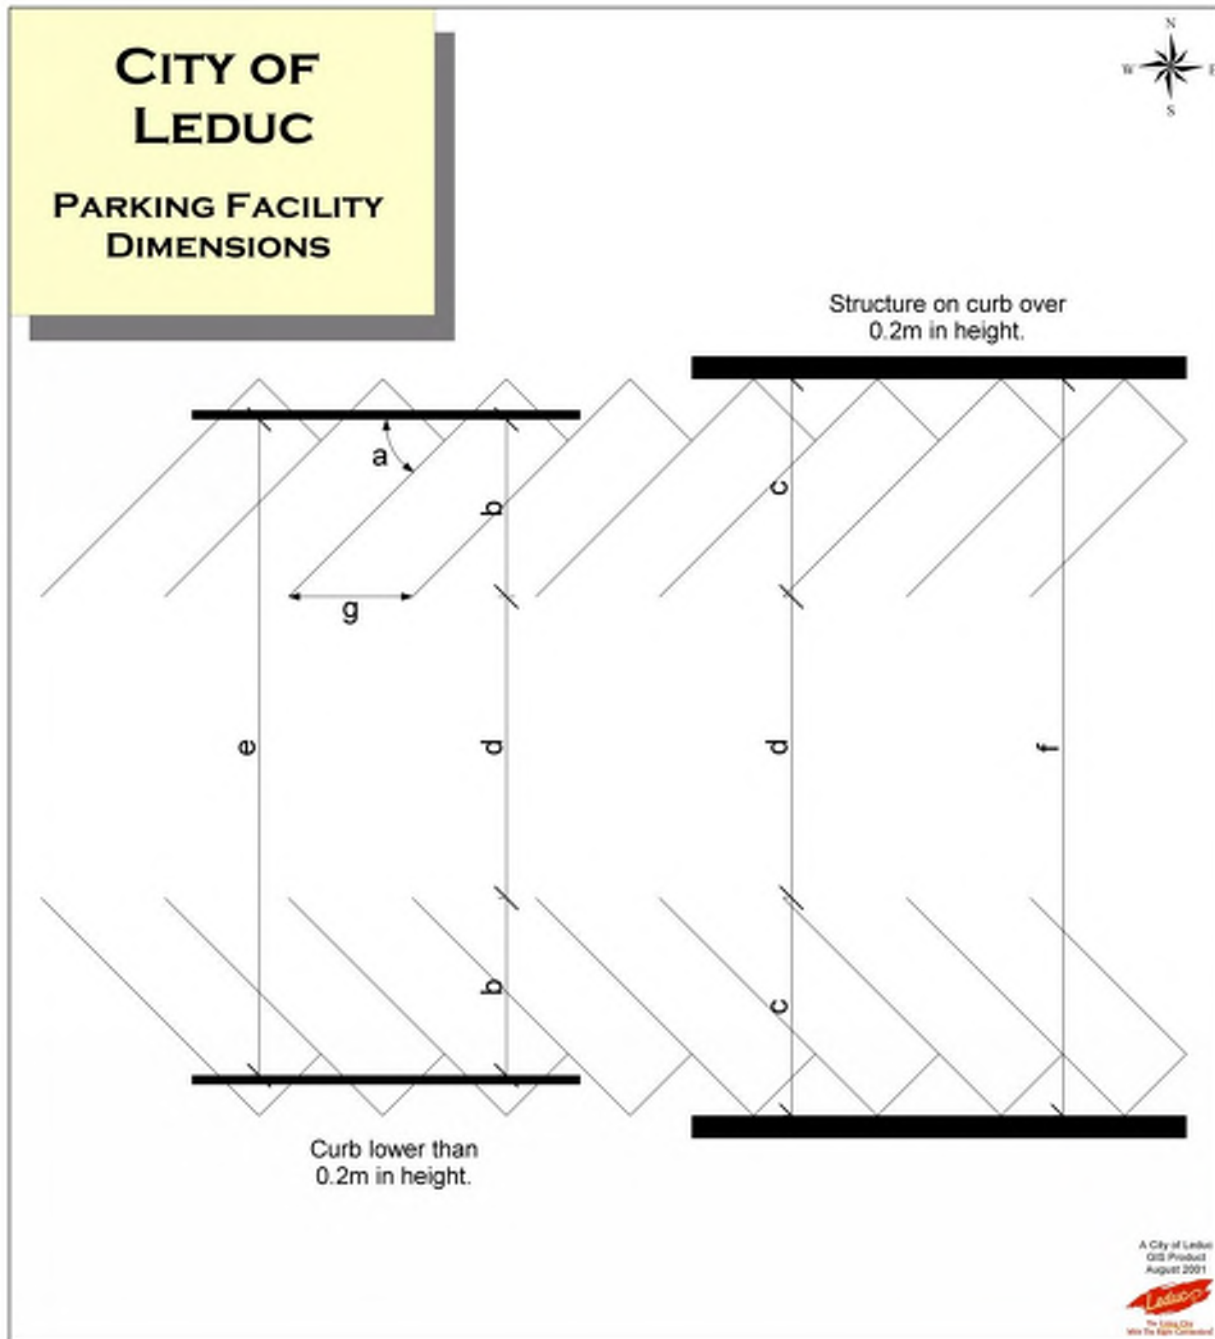 CITY OF
LEDUC
PARKING FACILITY
DIMENSIONS
N
W
S
Structure on curb over
0.2m in height.
a
b
c
g
e
d
d
f
b
c
Curb lower than
0.2m in height.
A City of Leduc
GIS Product
August 2001
Leduc